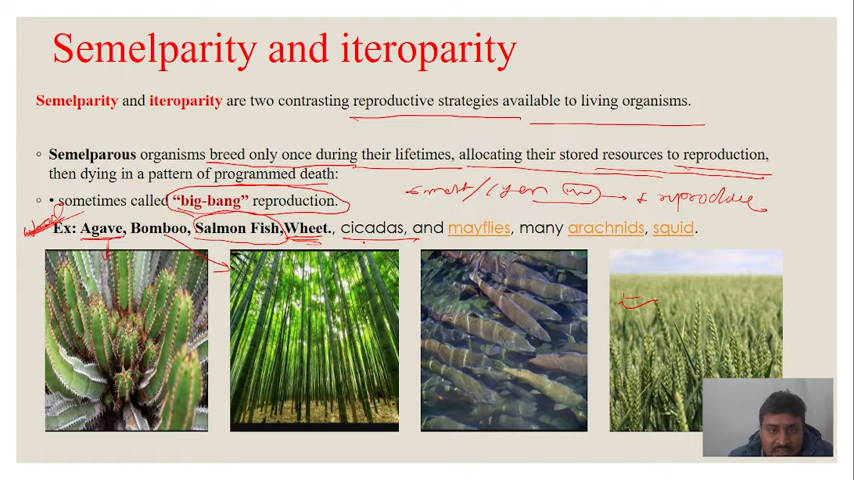 Semelparity and iteroparity
Semelparity and iteroparity are two contrasting reproductive strategies available to living organisms.
◦ Semelparous organisms breed only once during their lifetimes, allocating their stored resources to reproduction,
then dying in a pattern of programmed death:
◦ • sometimes called “big-bang” reproduction.
reproduce
Ex: Agave, Bomboo, Salmon Fish, Wheet., cicadas, and mayflies, many arachnids, squid.